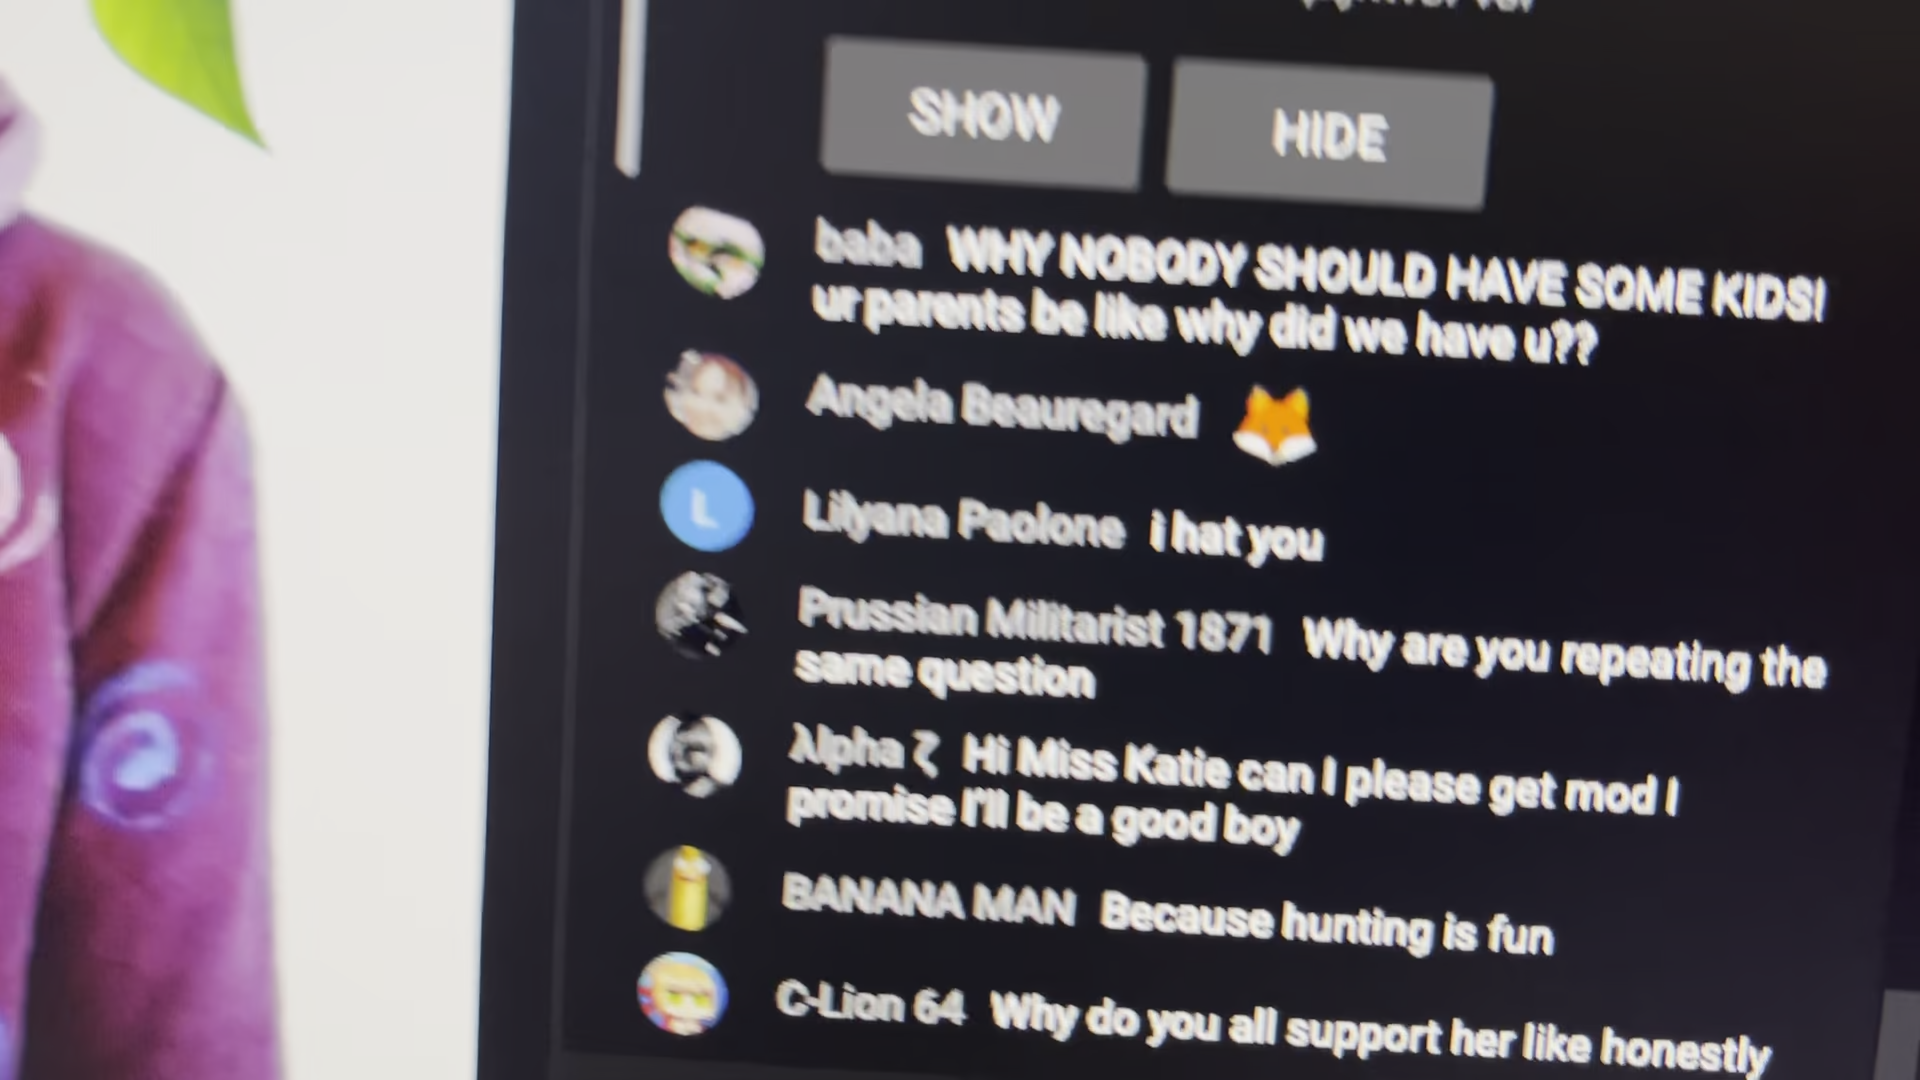 SHOW HIDE
baba WHY NOBODY SHOULD HAVE SOME KIDS!
ur parents be like why did we have u??
Angela Beauregard 🦊
L Lilyana Paolone i hat you
Prussian Militarist 1871 Why are you repeating the
same question
λlpha ζ Hi Miss Katie can I please get mod I
promise I'll be a good boy
BANANA MAN Because hunting is fun
C-Lion 64 Why do you all support her like honestly